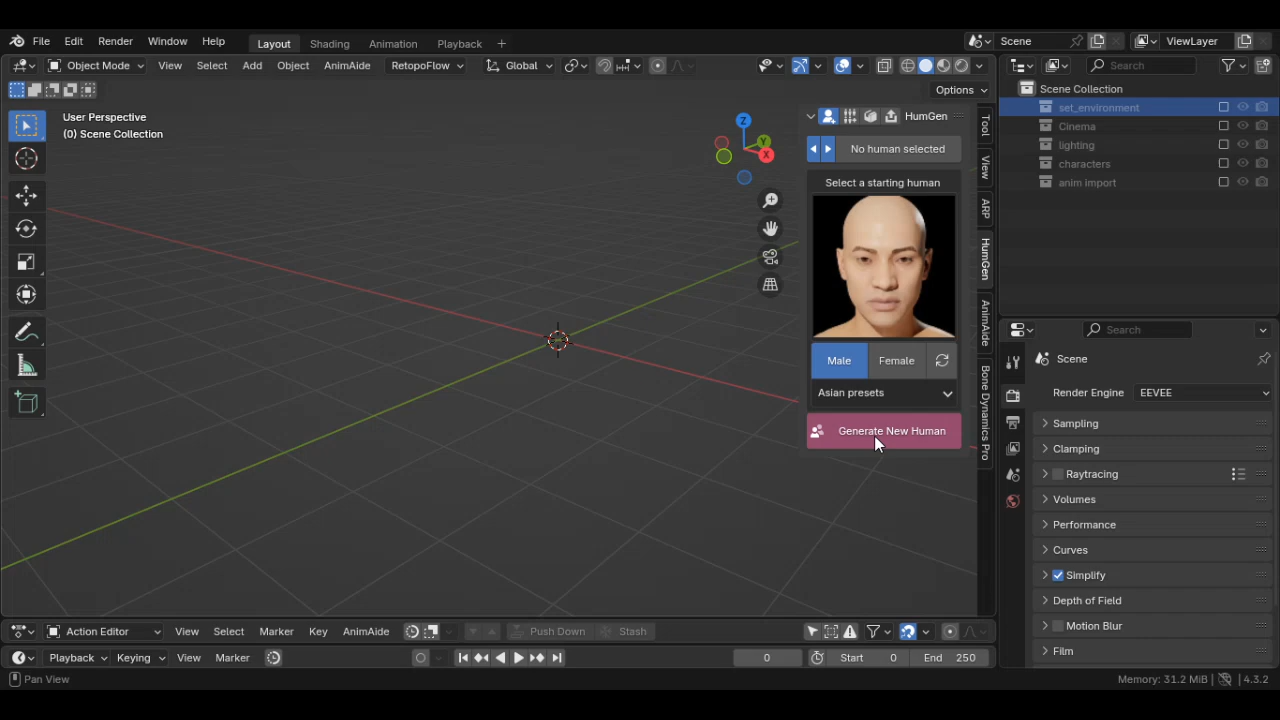 File Edit Render Window Help Layout Shading Animation Playback + Scene ViewLayer
Object Mode View Select Add Object AnimAide RetopoFlow Global Search
Options
User Perspective
(0) Scene Collection
X
Y
Z
HumGen
No human selected
Select a starting human
Male Female
Asian presets
Generate New Human
Tool
View
ARP
HumGen
AnimAide
Bone Dynamics Pro
Scene Collection
set_environment
Cinema
lighting
characters
anim import
Search
Scene
Render Engine EEVEE
Sampling
Clamping
Raytracing
Volumes
Performance
Curves
Simplify
Depth of Field
Motion Blur
Film
Action Editor View Select Marker Key AnimAide Push Down Stash
Playback Keying View Marker 0 Start 0 End 250
Pan View Memory: 31.2 MiB 4.3.2